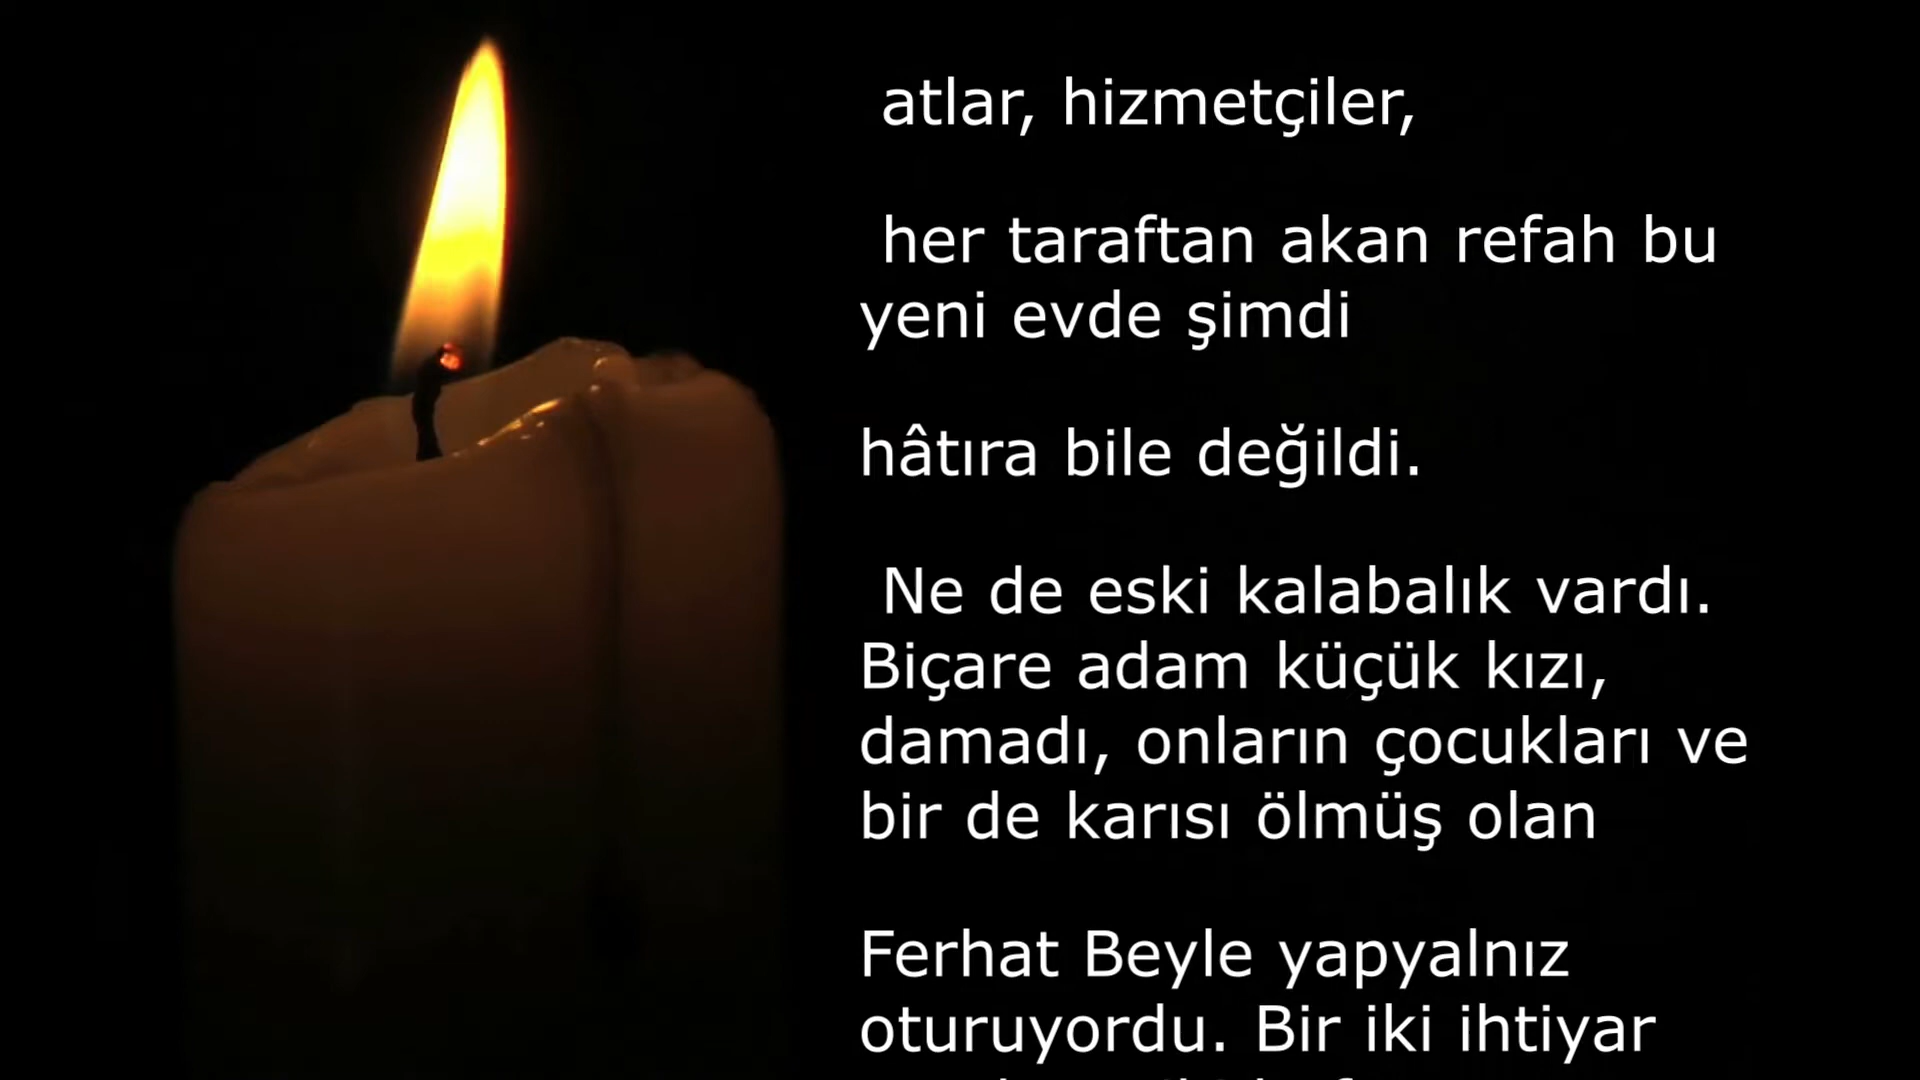 atlar, hizmetçiler,
her taraftan akan refah bu
yeni evde şimdi
hâtıra bile değildi.
Ne de eski kalabalık vardı.
Biçare adam küçük kızı,
damadı, onların çocukları ve
bir de karısı ölmüş olan
Ferhat Beyle yapyalnız
oturuyordu. Bir iki ihtiyar